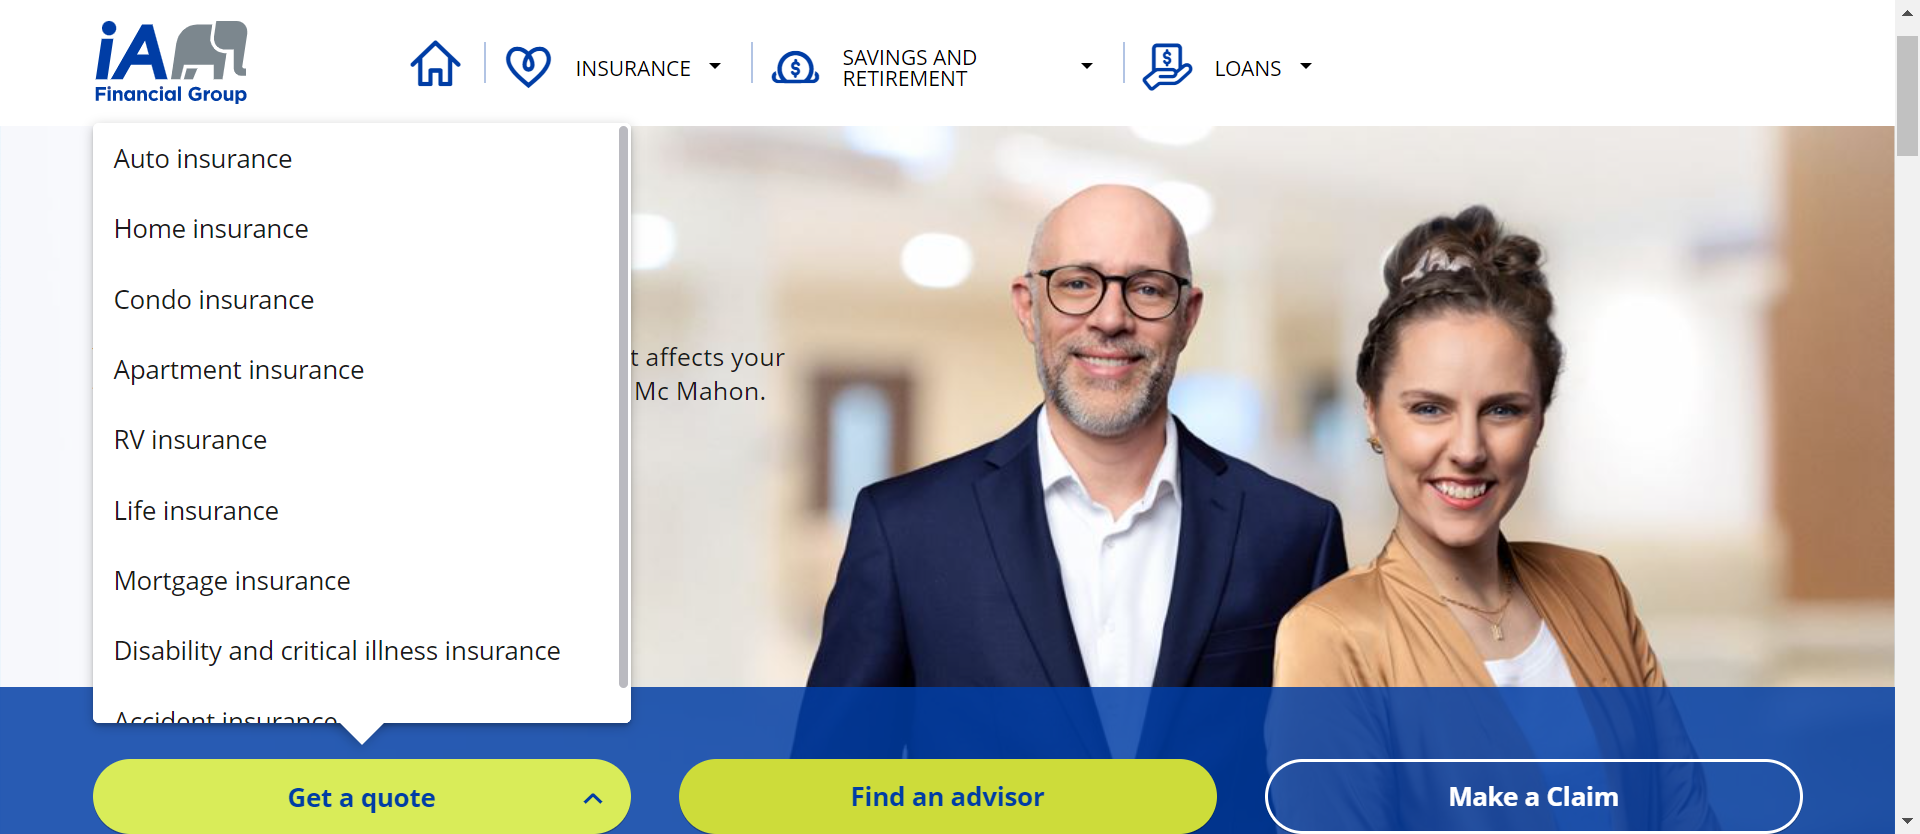 iA
Financial Group
INSURANCE
SAVINGS AND
RETIREMENT
LOANS
Auto insurance
Home insurance
Condo insurance
Apartment insurance
RV insurance
Life insurance
Mortgage insurance
Disability and critical illness insurance
Accident insurance
t affects your
Mc Mahon.
Get a quote
Find an advisor
Make a Claim